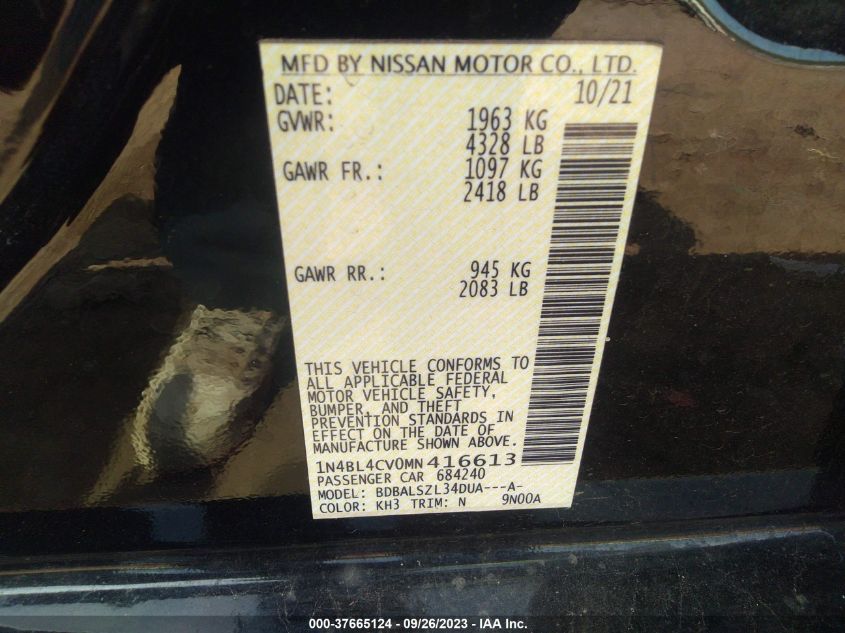 MFD BY NISSAN MOTOR CO., LTD.
DATE: 10/21
GVWR: 1963 KG
4328 LB
GAWR FR.: 1097 KG
2418 LB
GAWR RR.: 945 KG
2083 LB
THIS VEHICLE CONFORMS TO
ALL APPLICABLE FEDERAL
MOTOR VEHICLE SAFETY,
BUMPER, AND THEFT
PREVENTION STANDARDS IN
EFFECT ON THE DATE OF
MANUFACTURE SHOWN ABOVE.
1N4BL4CV0MN416613
PASSENGER CAR 684240
MODEL: BDBALSZL34DUA---A-
COLOR: KH3 TRIM: N 9N00A
000-37665124 - 09/26/2023 - IAA Inc.